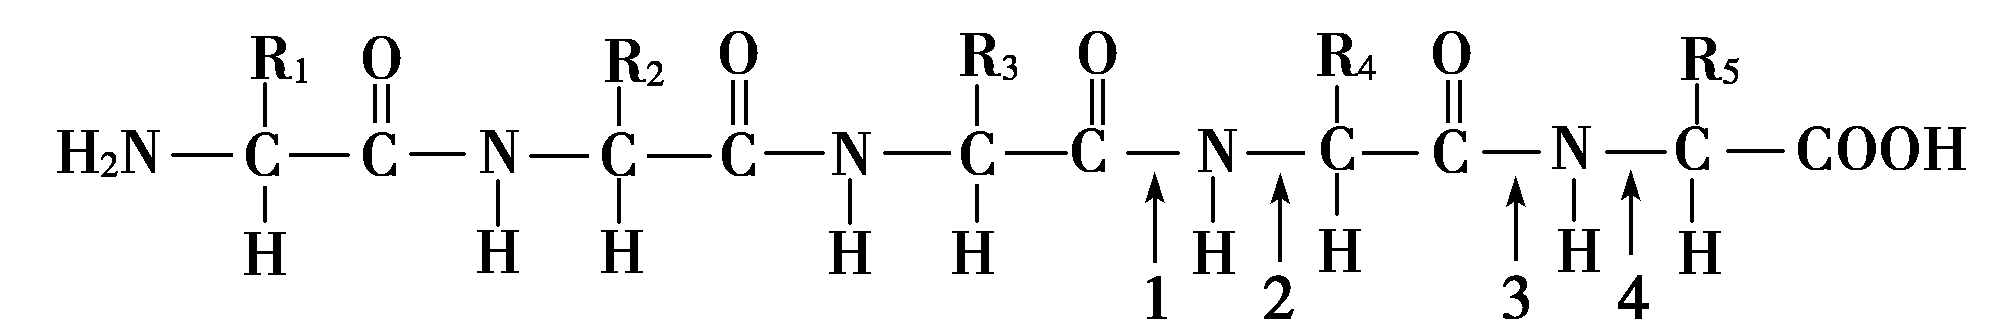 R₁ O R₂ O R₃ O R₄ O R₅
H₂N—C—C—N—C—C—N—C—C—N—C—C—N—C—COOH
H H H H H H H H H
1 2 3 4